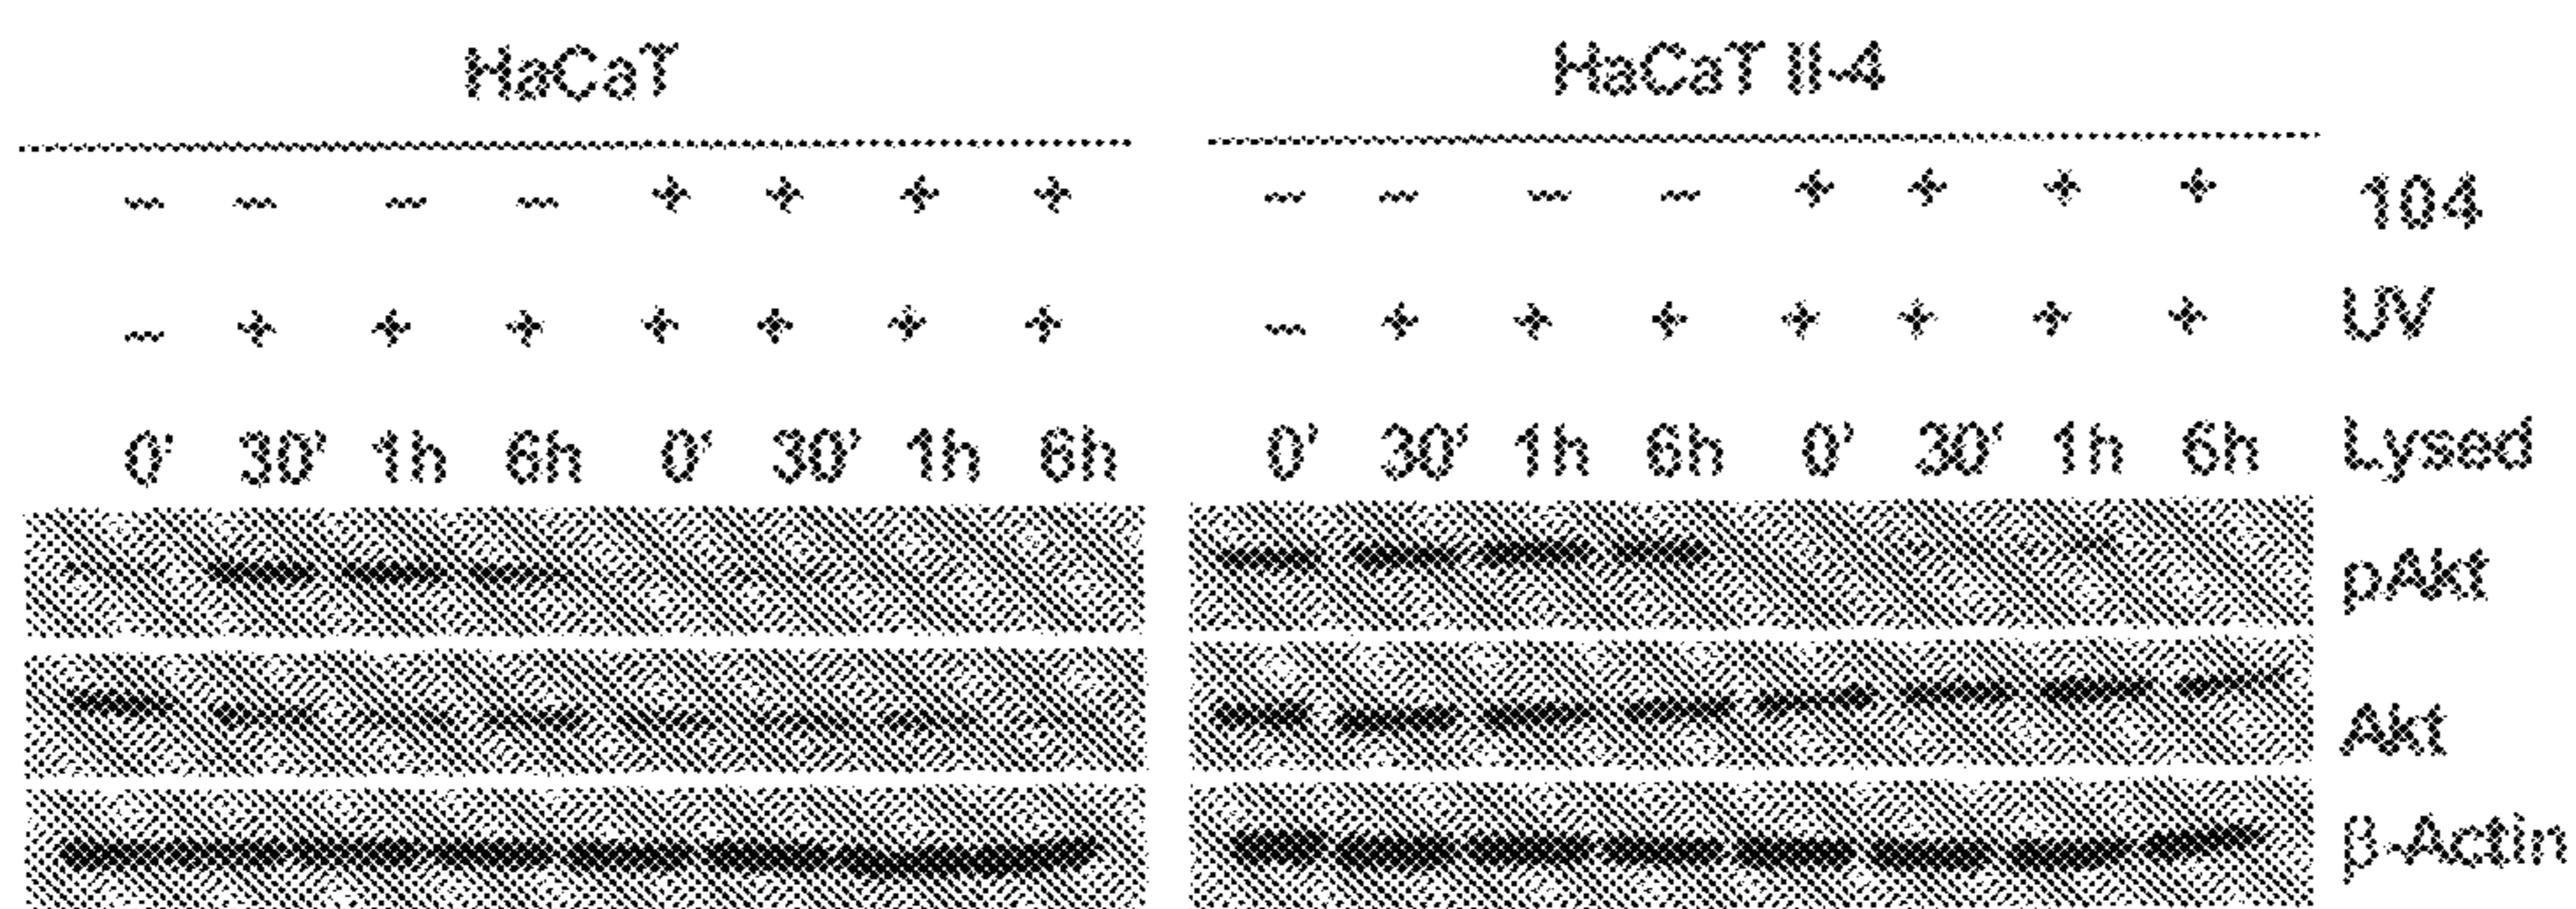 HaCaT HaCaT II-4
- - - - + + + + - - - - + + + + 104
- + + + + + + + - + + + + + + + UV
0' 30' 1h 6h 0' 30' 1h 6h 0' 30' 1h 6h 0' 30' 1h 6h Lysed
pAkt
Akt
β-Actin